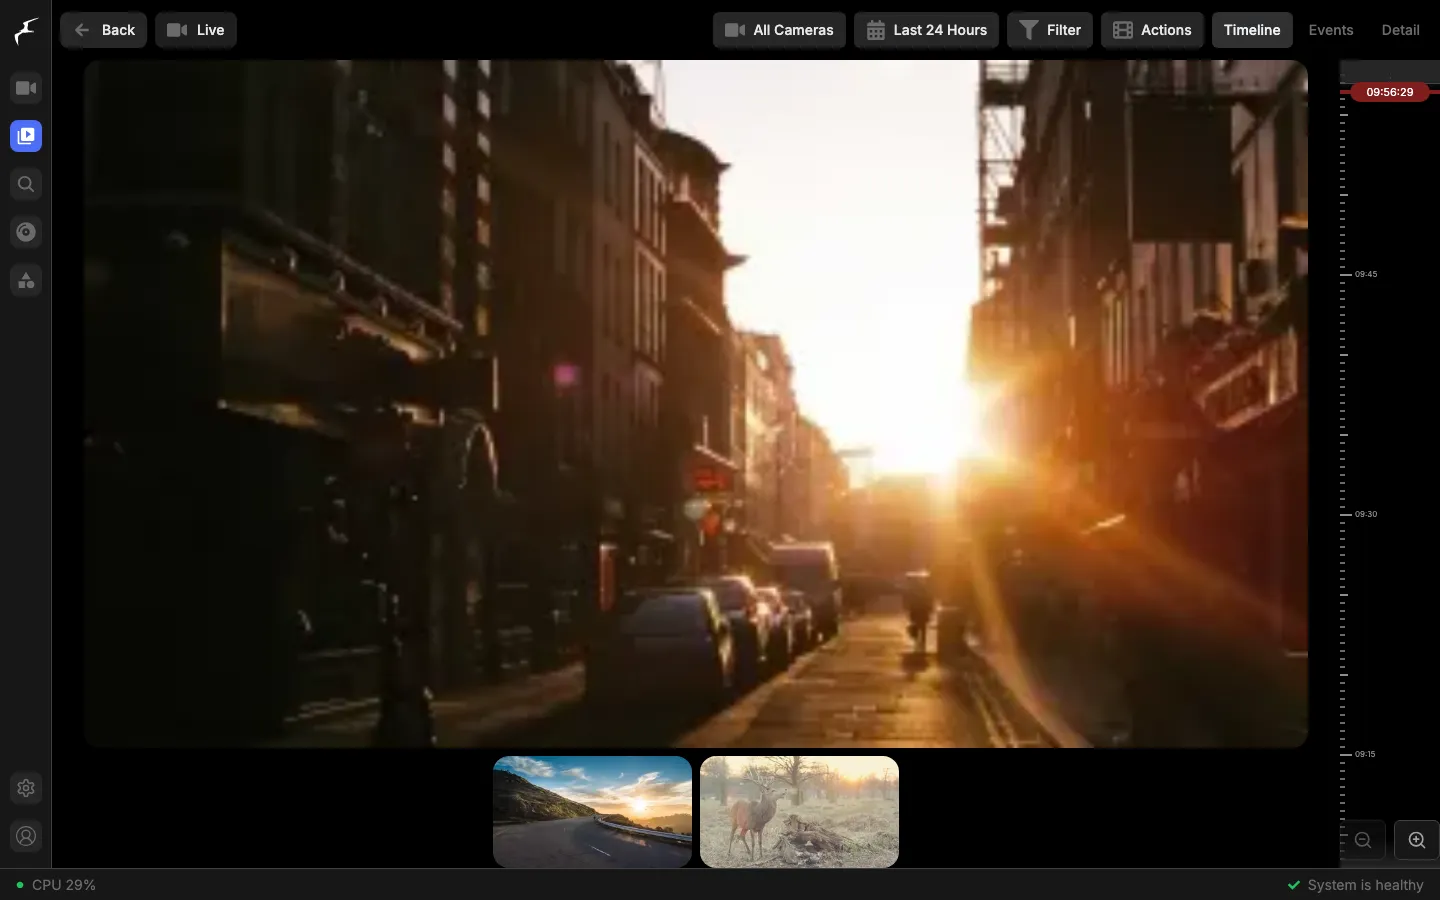 Back
Live
All Cameras
Last 24 Hours
Filter
Actions
Timeline
Events
Detail
09:56:29
09:45
09:30
09:15
CPU 29%
System is healthy